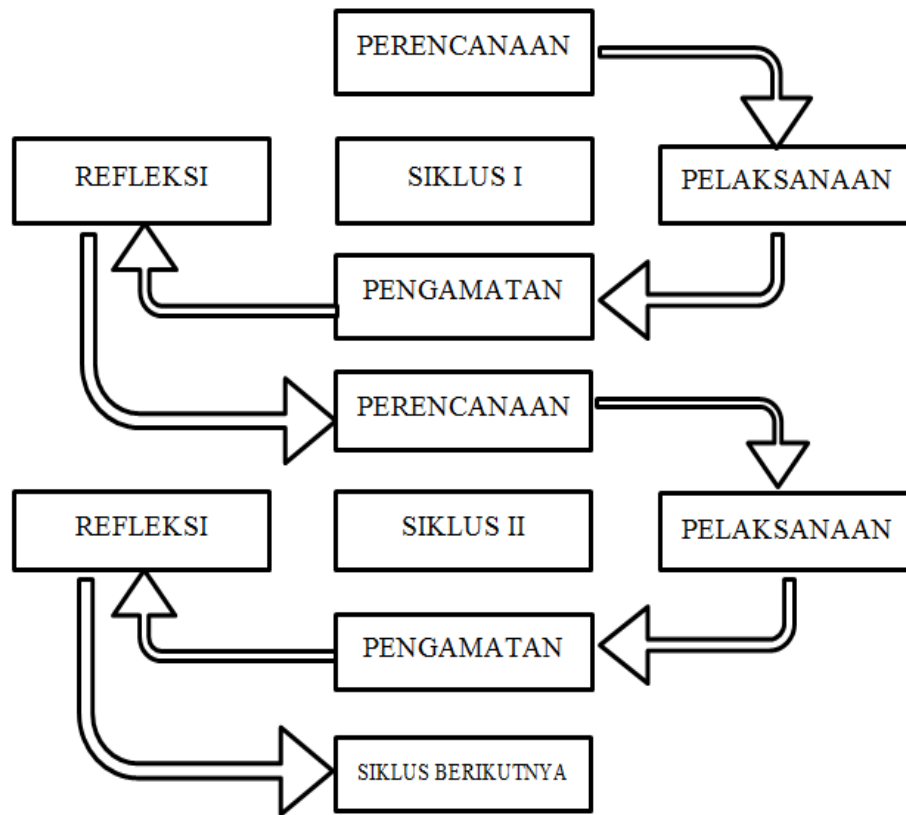 PERENCANAAN
REFLEKSI
SIKLUS I
PELAKSANAAN
PENGAMATAN
PERENCANAAN
REFLEKSI
SIKLUS II
PELAKSANAAN
PENGAMATAN
SIKLUS BERIKUTNYA